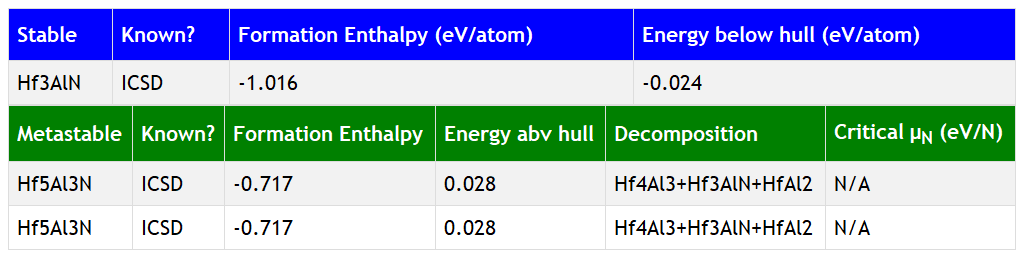 Stable Known? Formation Enthalpy (eV/atom) Energy below hull (eV/atom)
Hf3AlN ICSD -1.016 -0.024
Metastable Known? Formation Enthalpy Energy abv hull Decomposition Critical μN (eV/N)
Hf5Al3N ICSD -0.717 0.028 Hf4Al3+Hf3AlN+HfAl2 N/A
Hf5Al3N ICSD -0.717 0.028 Hf4Al3+Hf3AlN+HfAl2 N/A